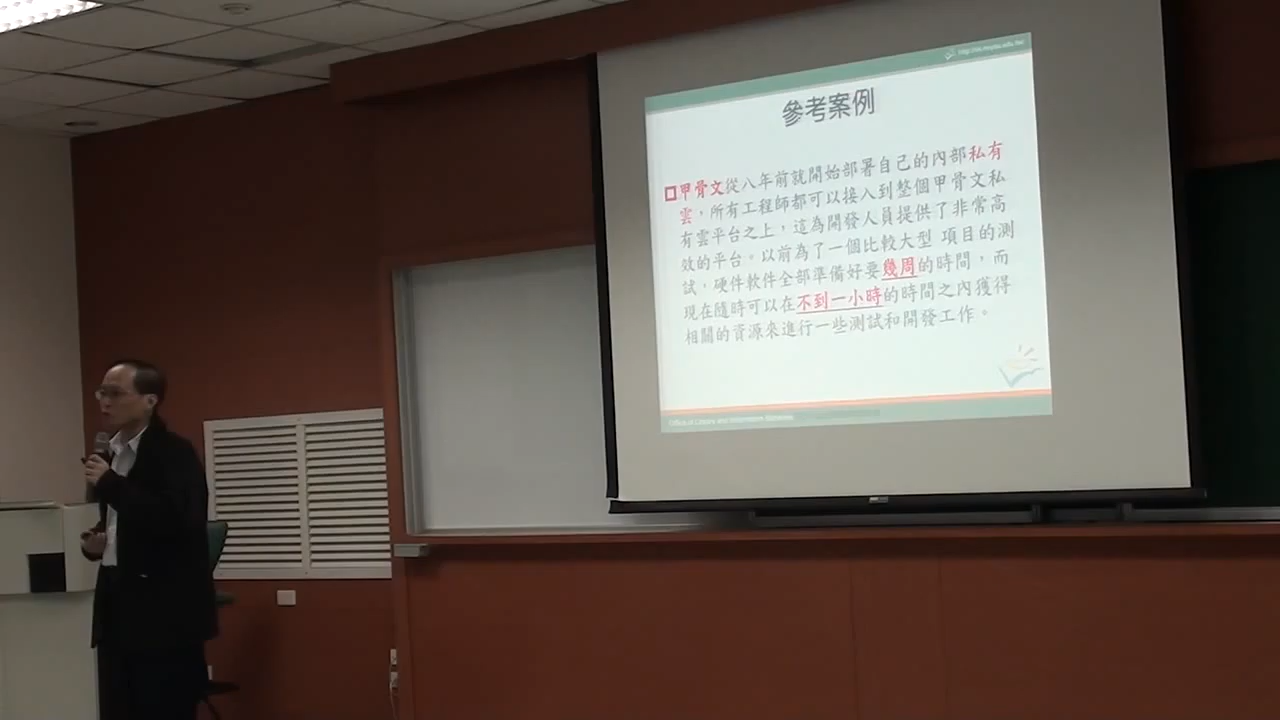 參考案例
甲骨文從八年前就開始部署自己的內部私有
雲，所有工程師都可以接入到整個甲骨文私
有雲平台之上，這為開發人員提供了非常高
效的平台。以前為了一個比較大型 項目的測
試，硬件軟件全部準備好要幾周的時間，而
現在隨時可以在不到一小時的時間之內獲得
相關的資源來進行一些測試和開發工作。
Office of Library and Information Services